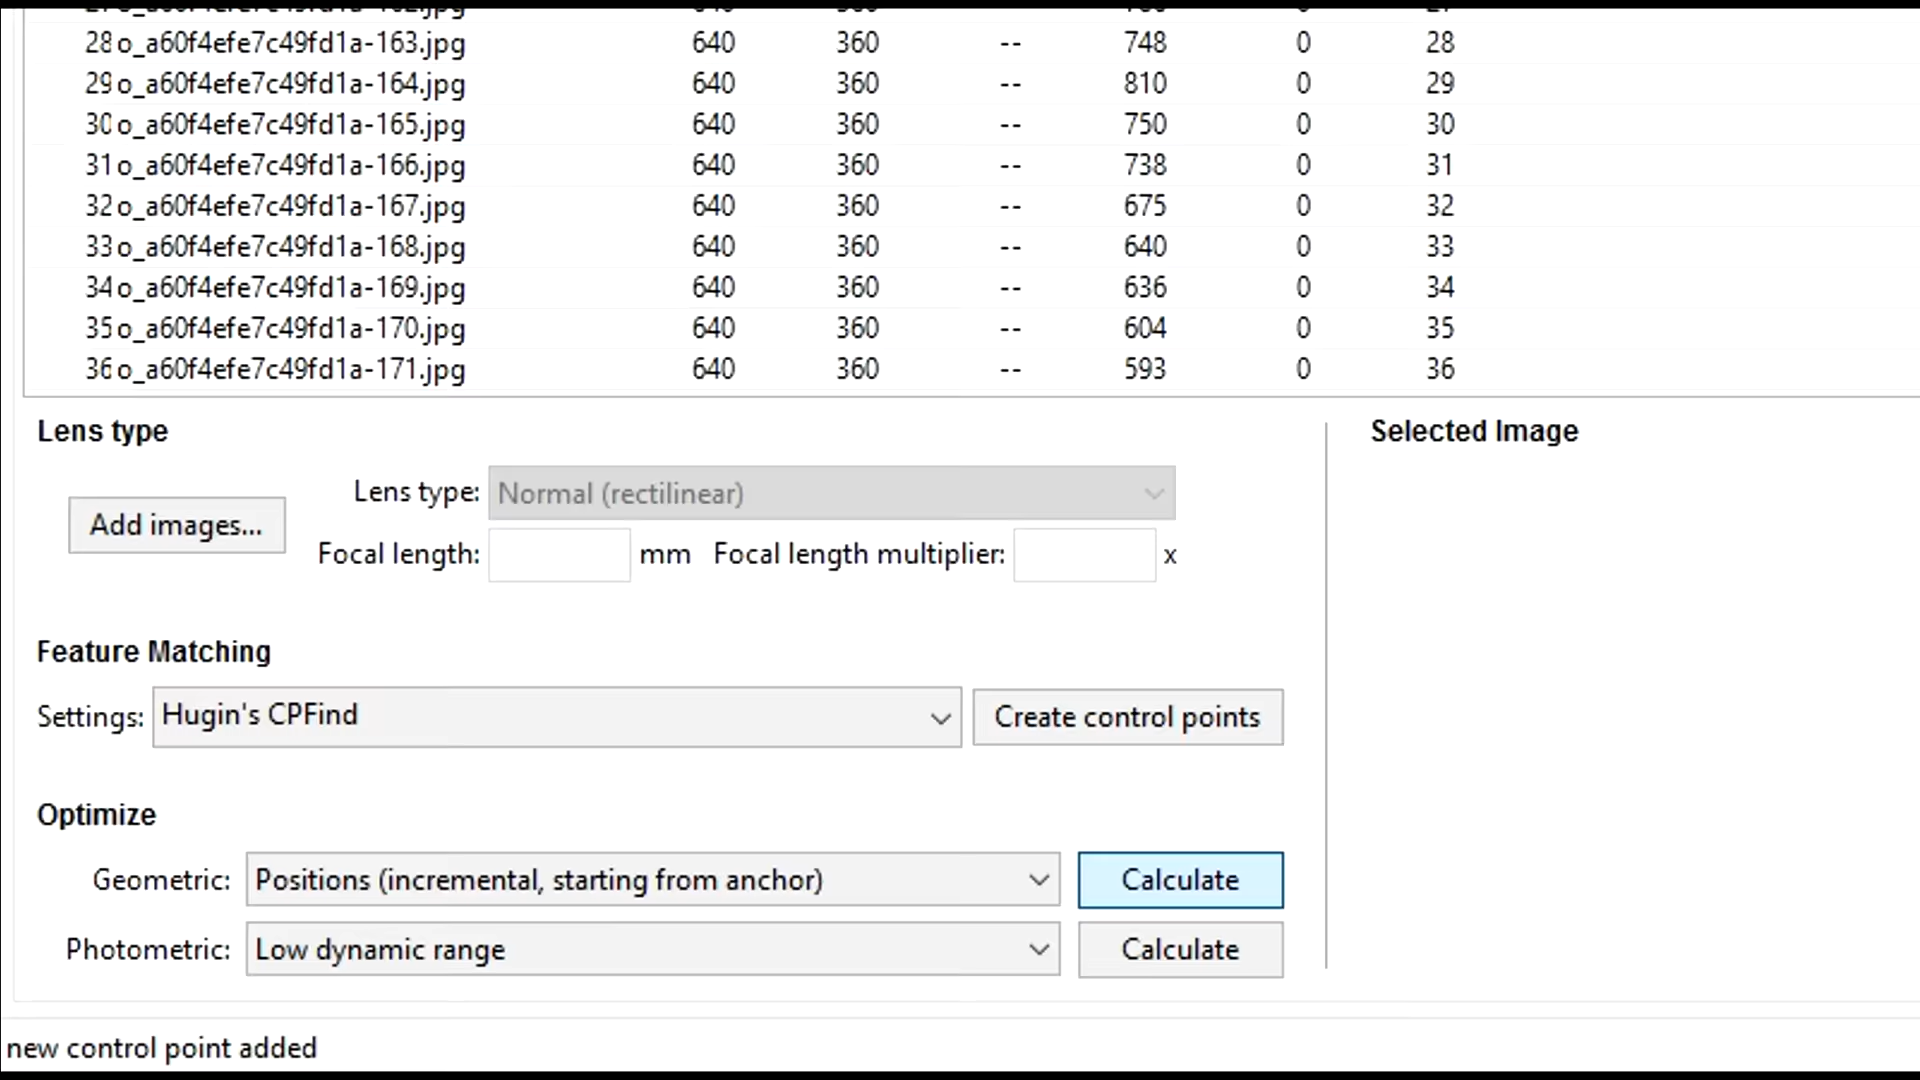 28 o_a60f4efe7c49fd1a-163.jpg 640 360 -- 748 0 28
29 o_a60f4efe7c49fd1a-164.jpg 640 360 -- 810 0 29
30 o_a60f4efe7c49fd1a-165.jpg 640 360 -- 750 0 30
31 o_a60f4efe7c49fd1a-166.jpg 640 360 -- 738 0 31
32 o_a60f4efe7c49fd1a-167.jpg 640 360 -- 675 0 32
33 o_a60f4efe7c49fd1a-168.jpg 640 360 -- 640 0 33
34 o_a60f4efe7c49fd1a-169.jpg 640 360 -- 636 0 34
35 o_a60f4efe7c49fd1a-170.jpg 640 360 -- 604 0 35
36 o_a60f4efe7c49fd1a-171.jpg 640 360 -- 593 0 36
Lens type
Selected Image
Lens type: Normal (rectilinear)
Add images...
Focal length: mm Focal length multiplier: x
Feature Matching
Settings: Hugin's CPFind Create control points
Optimize
Geometric: Positions (incremental, starting from anchor) Calculate
Photometric: Low dynamic range Calculate
new control point added